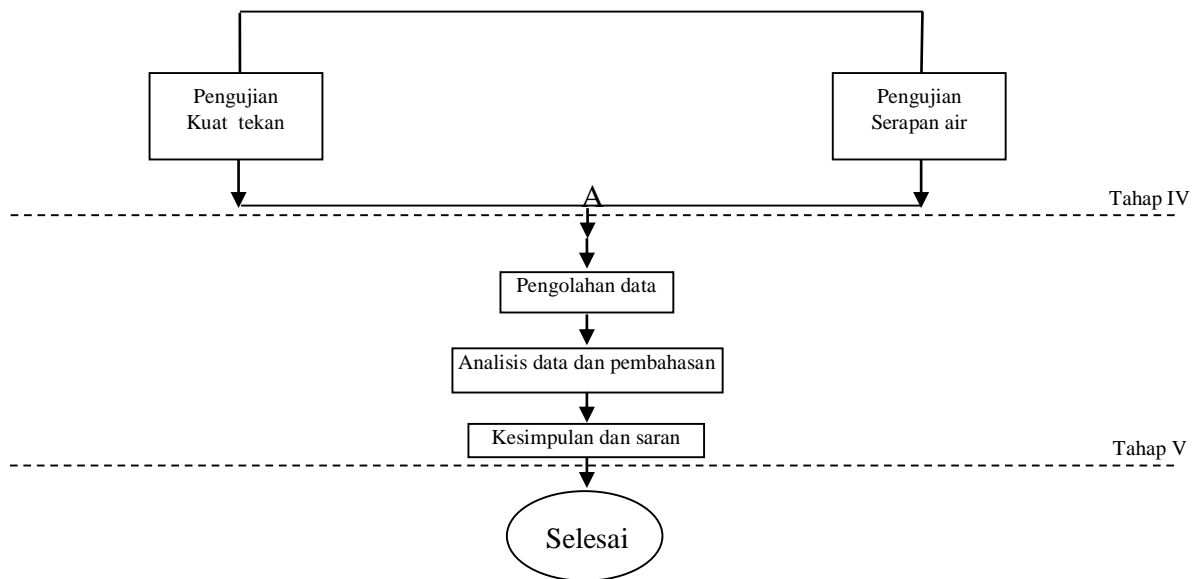 Pengujian
Kuat tekan
Pengujian
Serapan air
A
Tahap IV
Pengolahan data
Analisis data dan pembahasan
Kesimpulan dan saran
Tahap V
Selesai